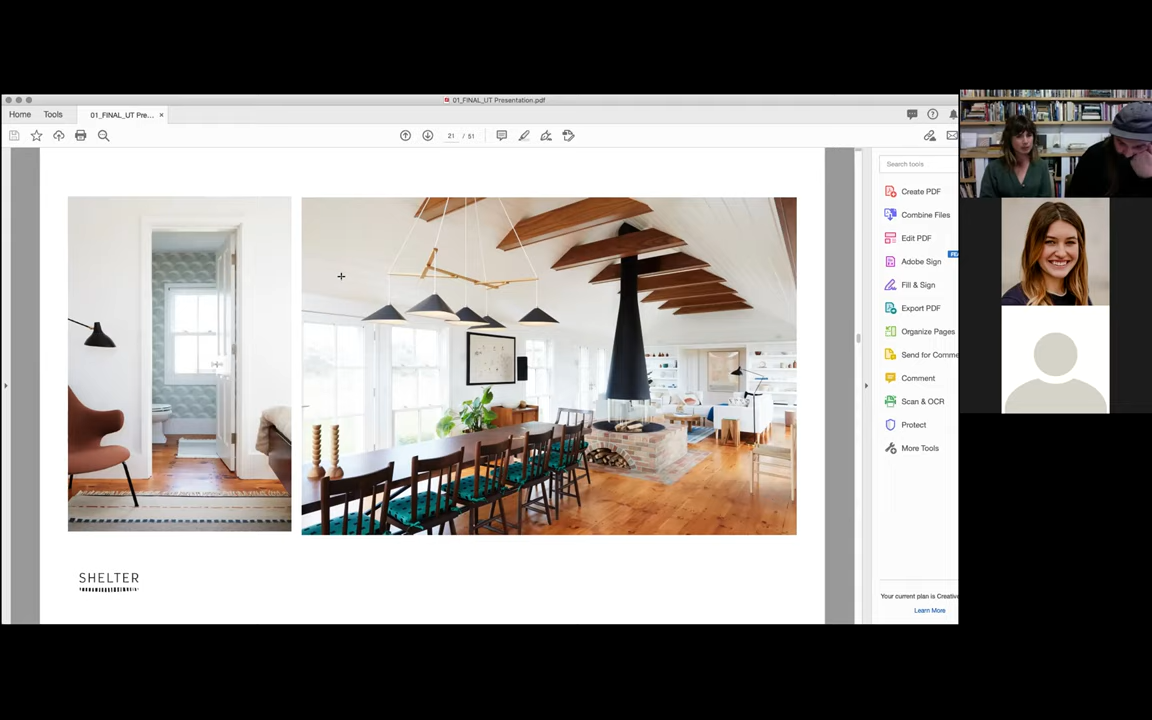 01_FINAL_UT Presentation.pdf
Home
Tools
01_FINAL_UT Pre...
21 / 51
Search tools
Create PDF
Combine Files
Edit PDF
Adobe Sign
Fill & Sign
Export PDF
Organize Pages
Send for Comme
Comment
Scan & OCR
Protect
More Tools
SHELTER
Your current plan is Creative
Learn More